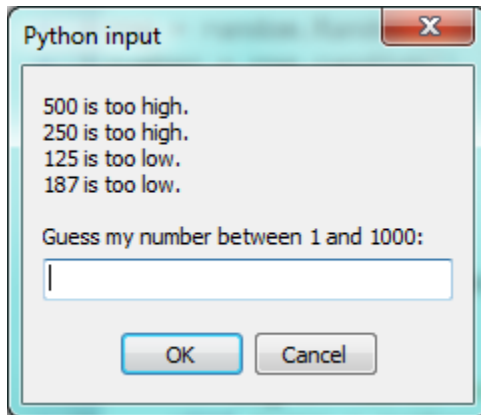 Python input
500 is too high.
250 is too high.
125 is too low.
187 is too low.
Guess my number between 1 and 1000:
OK
Cancel